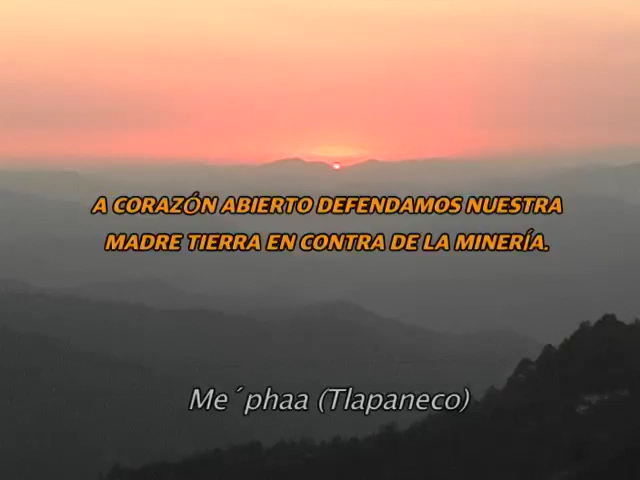 A CORAZÓN ABIERTO DEFENDAMOS NUESTRA
MADRE TIERRA EN CONTRA DE LA MINERÍA.
Me´phaa (Tlapaneco)